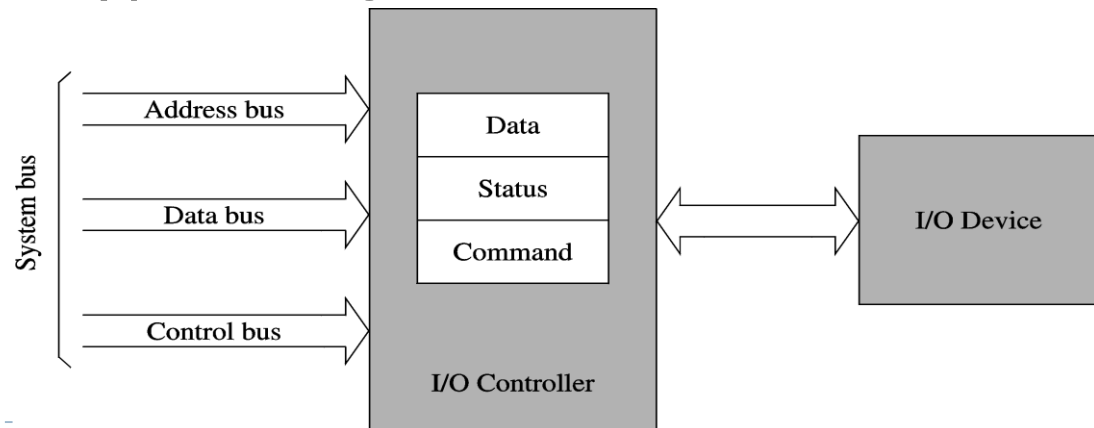 System bus
Address bus
Data bus
Control bus
Data
Status
Command
I/O Controller
I/O Device